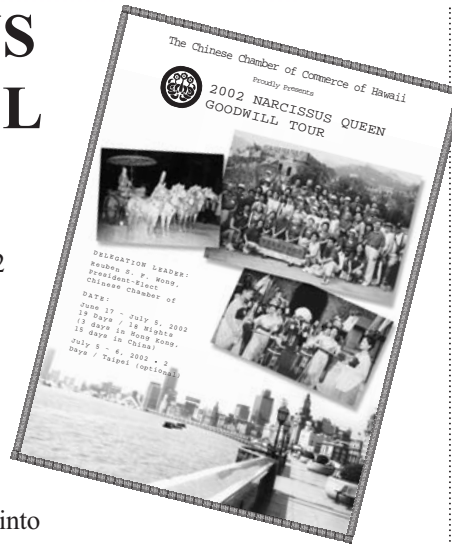 VS
L
2
into
The Chinese Chamber of Commerce of Hawaii
Proudly Presents
2002 NARCISSUS QUEEN
GOODWILL TOUR
DELEGATION LEADER:
Reuben S. F. Wong,
President-Elect
Chinese Chamber of
DATE:
June 17 - July 5, 2002
19 Days / 18 Nights
(3 days in Hong Kong,
15 days in China)
July 5 - 6, 2002 • 2
Days / Taipei (optional)